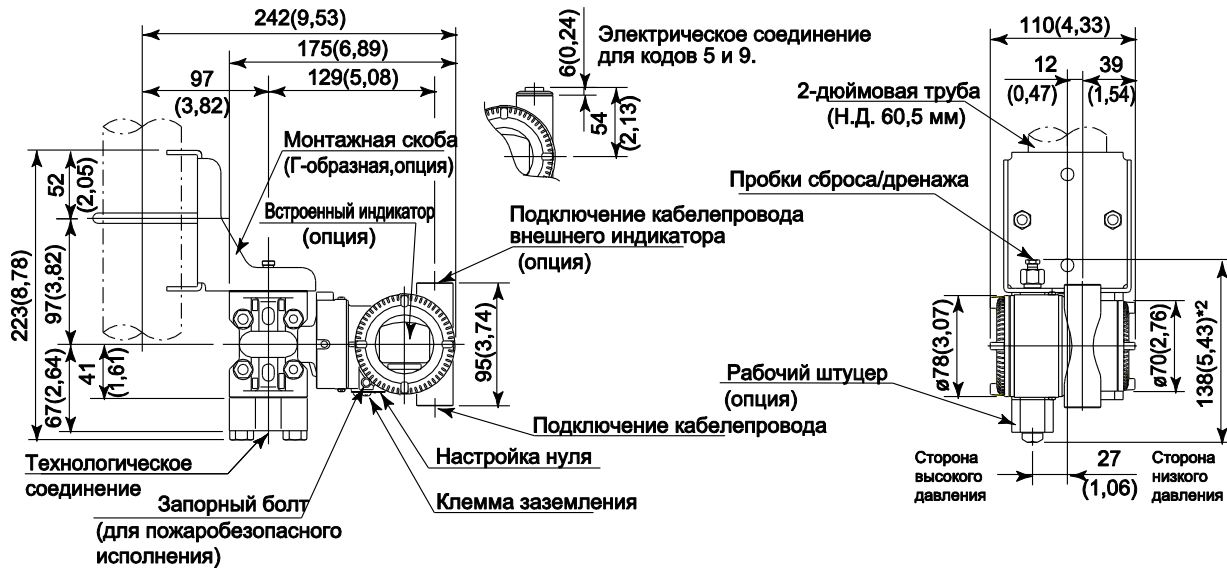 242(9,53)
175(6,89)
129(5,08)
97
(3,82)
6(0,24)
Электрическое соединение
для кодов 5 и 9.
54
(2,13)
Монтажная скоба
(Г-образная,опция)
Встроенный индикатор
(опция)
Подключение кабелепровода
внешнего индикатора
(опция)
223(8,78)
52
(2,05)
97(3,82)
67(2,64)
41
(1,61)
95(3,74)
Подключение кабелепровода
Настройка нуля
Клемма заземления
Технологическое
соединение
Запорный болт
(для пожаробезопасного
исполнения)
110(4,33)
12
(0,47)
39
(1,54)
2-дюймовая труба
(Н.Д. 60,5 мм)
Пробки сброса/дренажа
ø78(3,07)
ø70(2,76)
138(5,43)*2
Рабочий штуцер
(опция)
Сторона
высокого
давления
27
(1,06)
Сторона
низкого
давления